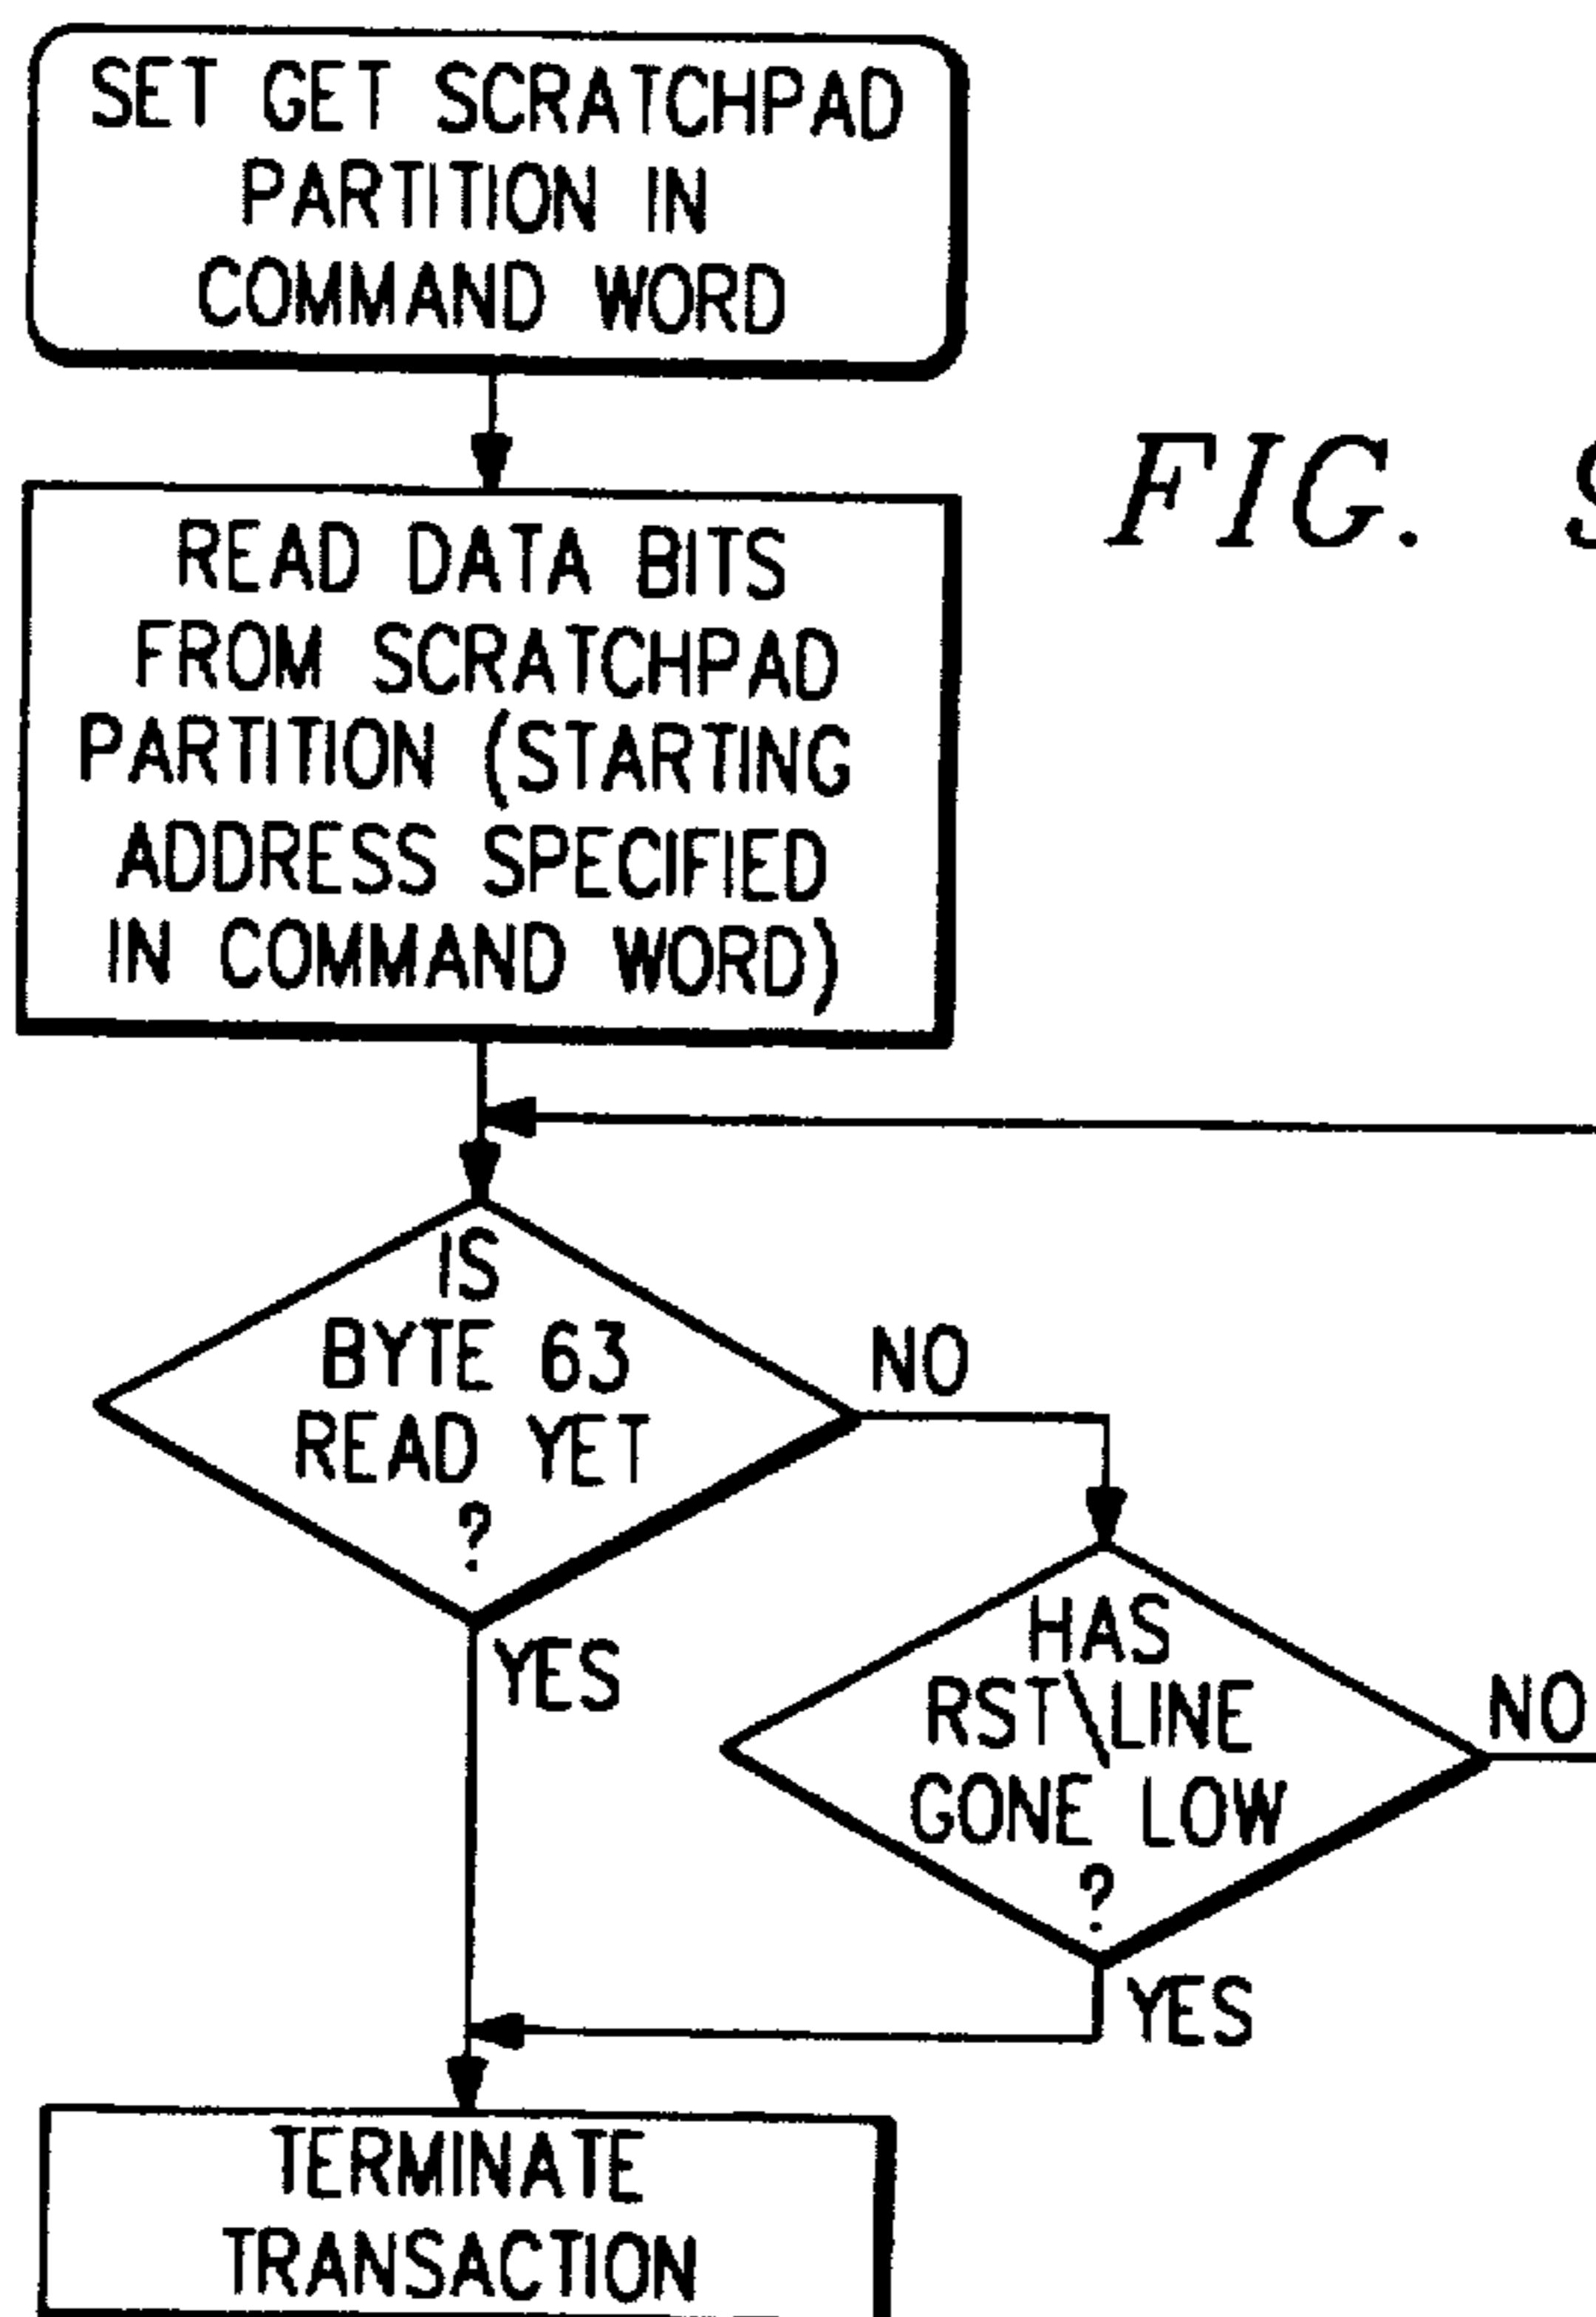 SET GET SCRATCHPAD
PARTITION IN
COMMAND WORD
FIG.
READ DATA BITS
FROM SCRATCHPAD
PARTITION (STARTING
ADDRESS SPECIFIED
IN COMMAND WORD)
IS
BYTE 63
READ YET
?
NO
YES
HAS
RST\LINE
GONE LOW
?
NO
YES
TERMINATE
TRANSACTION